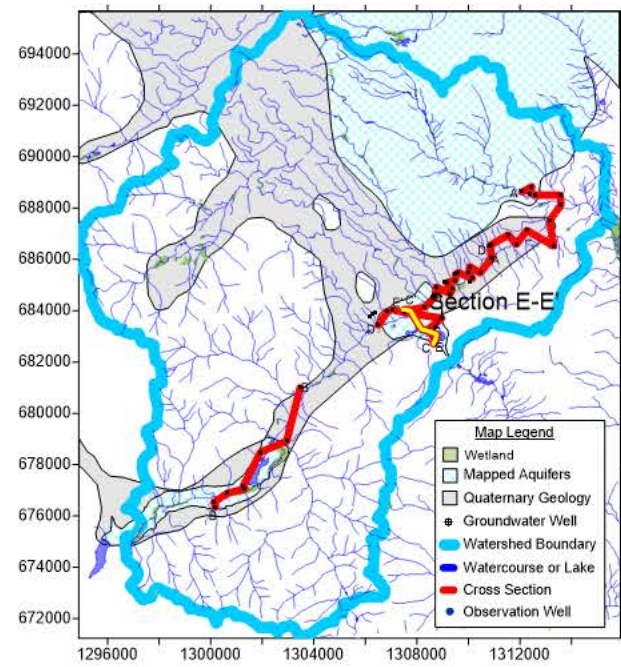 694000
692000
690000
688000
686000
684000
682000
680000
678000
676000
674000
672000
A
D
Section E-E'
B
Map Legend
Wetland
Mapped Aquifers
Quaternary Geology
Groundwater Well
Watershed Boundary
Watercourse or Lake
Cross Section
Observation Well
1296000 1300000 1304000 1308000 1312000